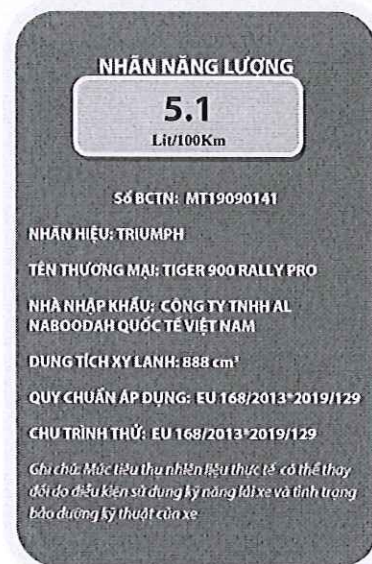 NHÃN NĂNG LƯỢNG
5.1
Lít/100Km
Số BCTN: MT19090141
NHÃN HIỆU: TRIUMPH
TÊN THƯƠNG MẠI: TIGER 900 RALLY PRO
NHÀ NHẬP KHẨU: CÔNG TY TNHH AL
NABOODAH QUỐC TẾ VIỆT NAM
DUNG TÍCH XY LANH: 888 cm³
QUY CHUẨN ÁP DỤNG: EU 168/2013*2019/129
CHU TRÌNH THỬ: EU 168/2013*2019/129
Ghi chú: Mức tiêu thụ nhiên liệu thực tế có thể thay
đổi do điều kiện sử dụng kỹ năng lái xe và tình trạng
bảo dưỡng kỹ thuật của xe